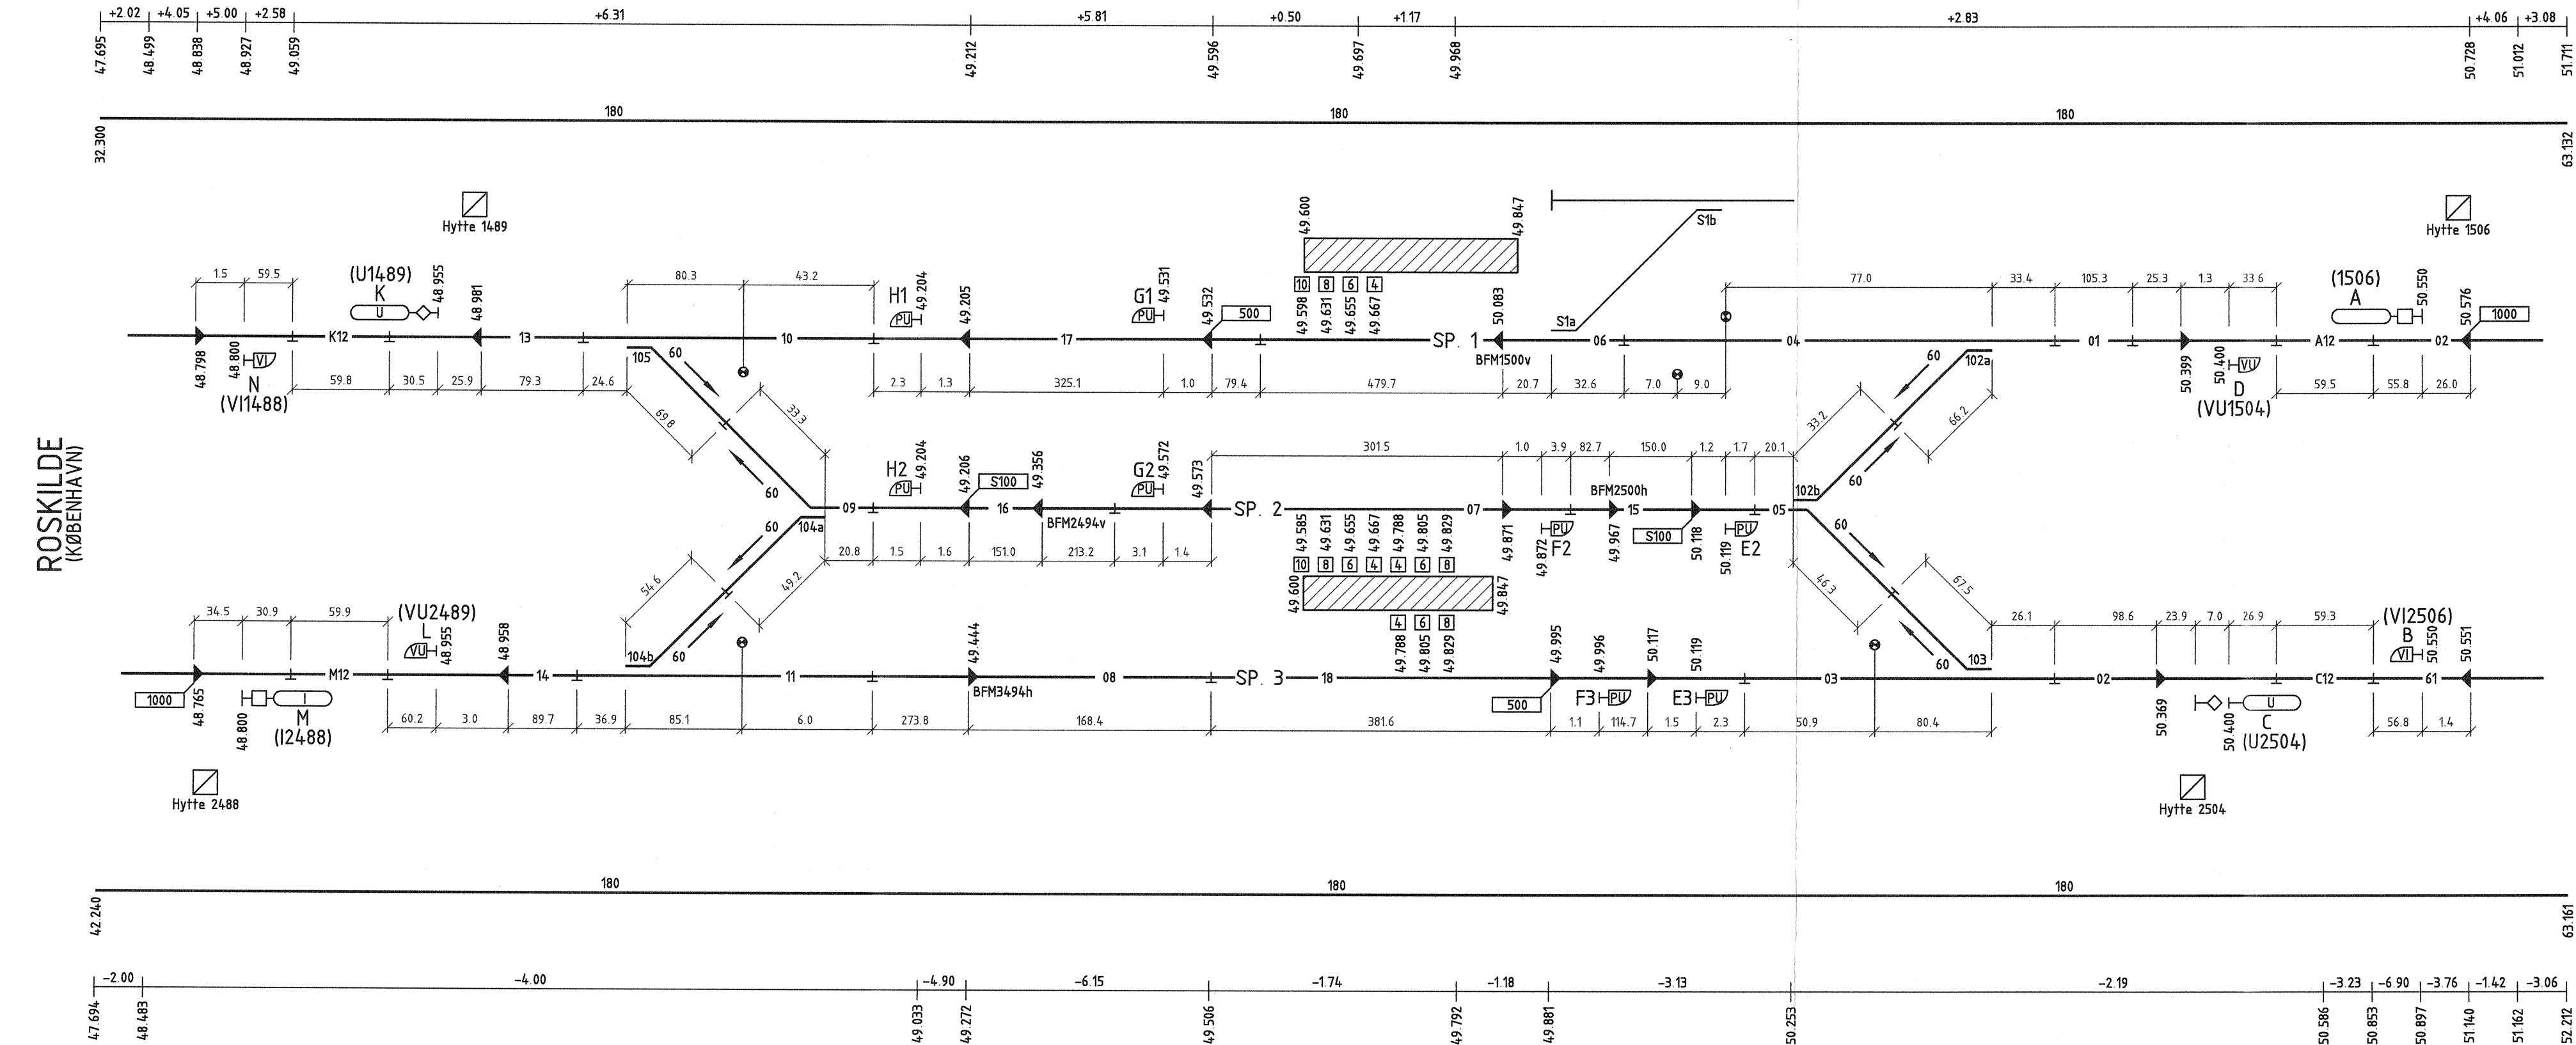 +2.02 +4.05 +5.00 +2.58 +6.31 +5.81 +0.50 +1.17 +2.83 +4.06 +3.08
47.695 48.499 48.838 48.927 49.059 49.212 49.596 49.697 49.968 50.728 51.012 51.711
180 180 180
32.300 63.132
Hytte 1489
49.600 49.847
S1b
Hytte 1506
1.5 59.5
(U1489)
K
U
48.955
48.981
80.3 43.2
H1
PU
49.204
49.205
G1
PU
49.531
49.532
500
10 8 6 4
49.598 49.631 49.655 49.667
50.083
S1a
77.0 33.4 105.3 25.3 1.3 33.6
(1506)
A
50.550
50.576
1000
K12 13 10 17 SP. 1 06 04 01 A12 02
BFM1500v
48.798
48.800
VI
N
(VI1488)
59.8 30.5 25.9 79.3 24.6
105
60
69.8
33.3
60
2.3 1.3 325.1 1.0 79.4 479.7 20.7 32.6 7.0 9.0
102a
60
33.2
66.2
60
102b
50.399
50.400
VU
D
(VU1504)
59.5 55.8 26.0
ROSKILDE
(KØBENHAVN)
H2
PU
49.204
49.206
S100
49.356
G2
PU
49.572
49.573
301.5 1.0 3.9 82.7 150.0 1.2 1.7 20.1
BFM2500h
09 16 SP. 2 07 15 05
BFM2494v
104a
60
54.6
49.2
60
104b
20.8 1.5 1.6 151.0 213.2 3.1 1.4
49.585 49.631 49.655 49.667 49.788 49.805 49.829
10 8 6 4 4 6 8
49.600 49.847
49.871
49.872
PU
F2
49.967
S100
50.118
50.119
PU
E2
60
46.3
67.5
60
103
34.5 30.9 59.9
(VU2489)
L
VU
48.955
48.958
49.444
4 6 8
49.788 49.805 49.829
49.995
49.996
50.117
50.119
26.1 98.6 23.9 7.0 26.9 59.3
(VI2506)
B
VI
50.550
50.551
M12 14 11 08 SP. 3 18 03 02 C12 61
BFM3494h
1000
48.765
48.800
I
M
(I2488)
500
F3
PU
E3
PU
50.369
50.400
U
C
(U2504)
60.2 3.0 89.7 36.9 85.1 6.0 273.8 168.4 381.6 1.1 114.7 1.5 2.3 50.9 80.4 56.8 1.4
Hytte 2488
Hytte 2504
180 180 180
42.240 63.161
-2.00 -4.00 -4.90 -6.15 -1.74 -1.18 -3.13 -2.19 -3.23 -6.90 -3.76 -1.42 -3.06
47.694 48.483 49.033 49.272 49.506 49.792 49.881 50.253 50.586 50.853 50.897 51.140 51.162 52.212